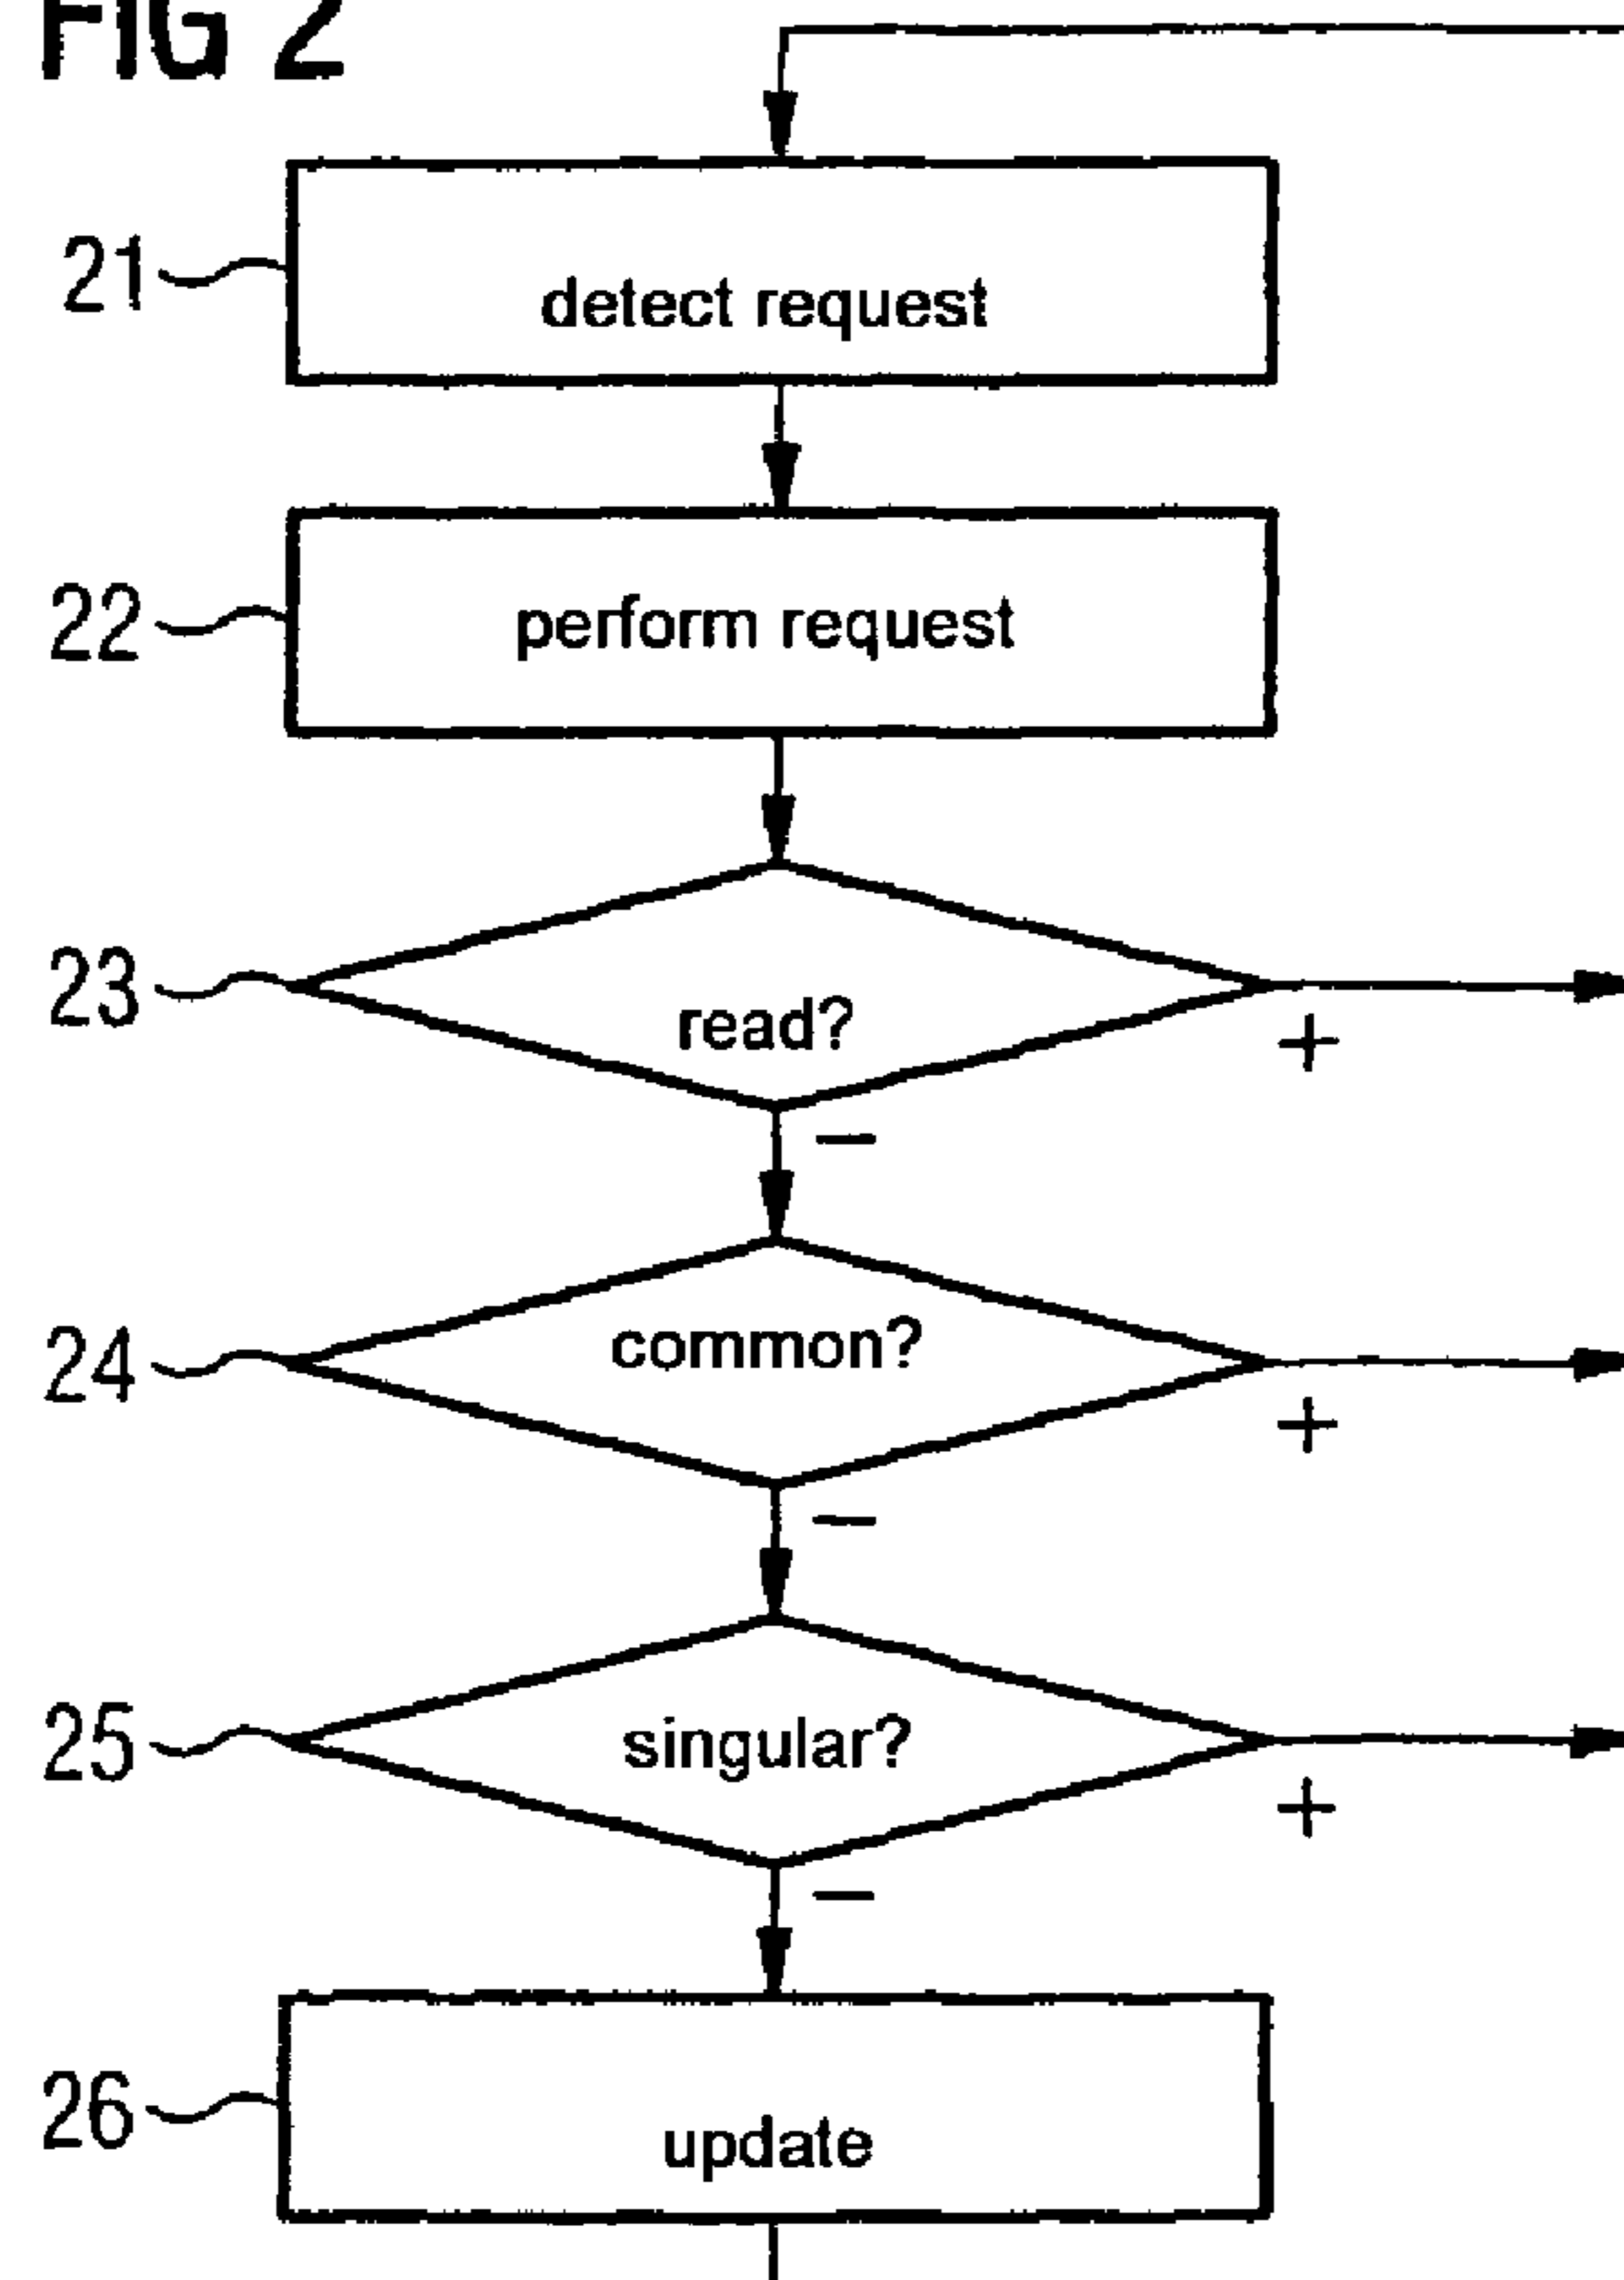 FIG 2
21
detect request
22
perform request
23
read?
+
–
24
common?
+
–
25
singular?
+
–
26
update